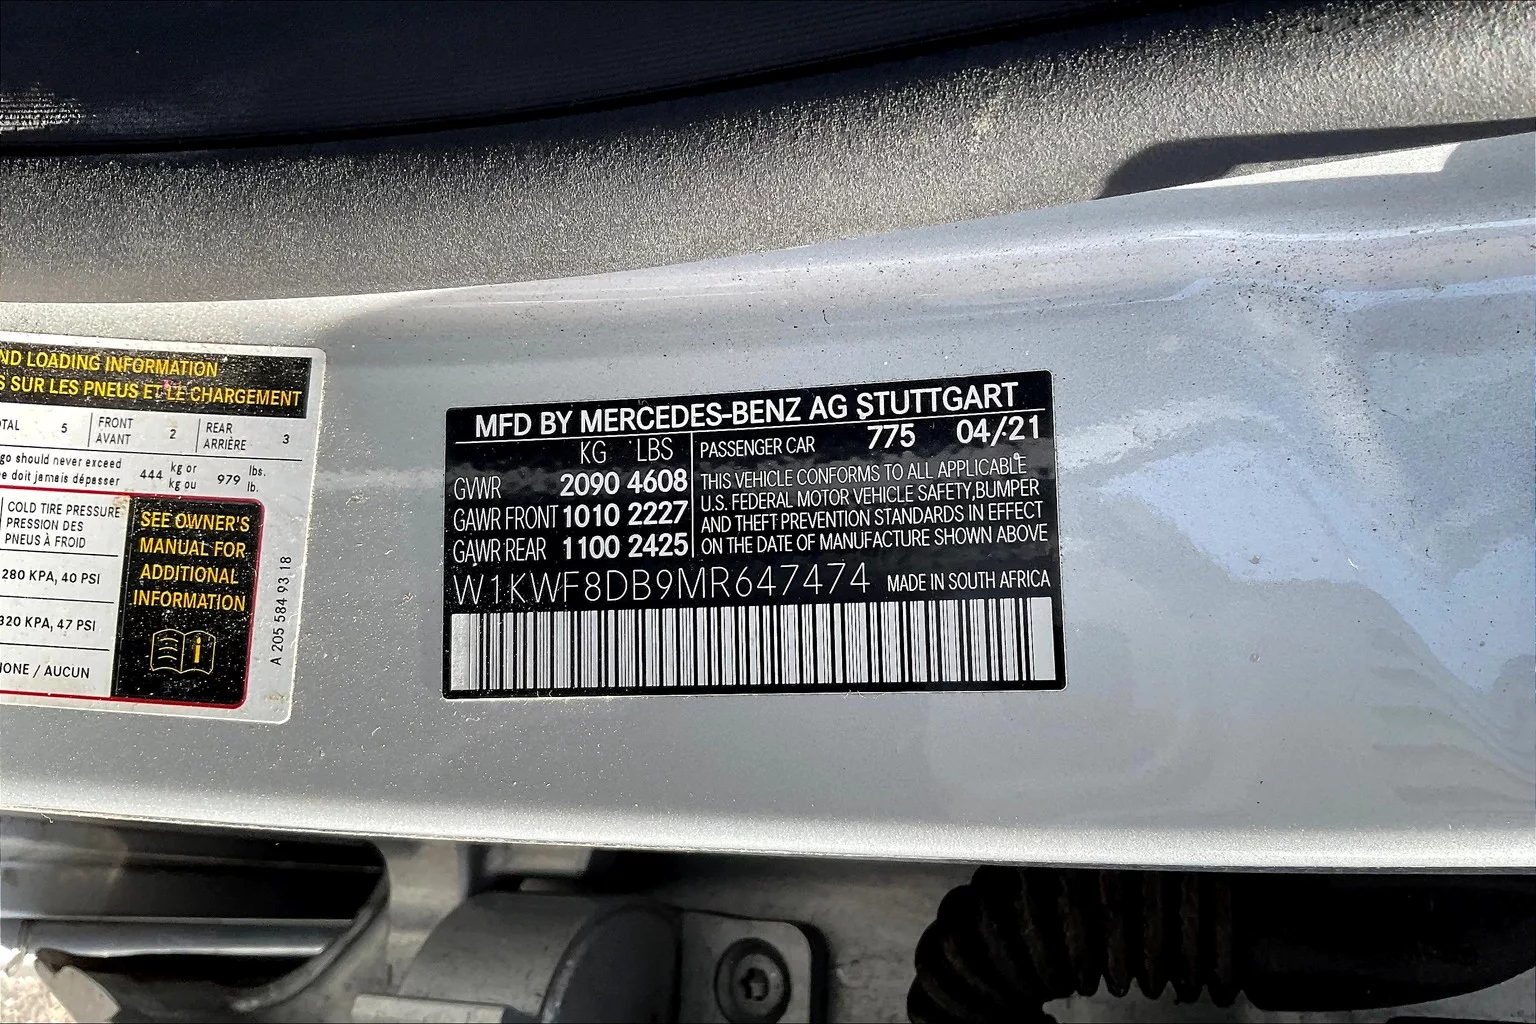 ND LOADING INFORMATION
S SUR LES PNEUS ET LE CHARGEMENT
TAL 5 FRONT AVANT 2 REAR ARRIÈRE 3
go should never exceed
e doit jamais dépasser
444 kg or kg ou 979 lbs. lb.
COLD TIRE PRESSURE
PRESSION DES
PNEUS À FROID
280 KPA, 40 PSI
320 KPA, 47 PSI
IONE / AUCUN
SEE OWNER'S
MANUAL FOR
ADDITIONAL
INFORMATION
A 205 584 93 18
MFD BY MERCEDES-BENZ AG STUTTGART
KG LBS
GVWR 2090 4608
GAWR FRONT 1010 2227
GAWR REAR 1100 2425
PASSENGER CAR 775 04/21
THIS VEHICLE CONFORMS TO ALL APPLICABLE
U.S. FEDERAL MOTOR VEHICLE SAFETY,BUMPER
AND THEFT PREVENTION STANDARDS IN EFFECT
ON THE DATE OF MANUFACTURE SHOWN ABOVE
W1KWF8DB9MR647474 MADE IN SOUTH AFRICA